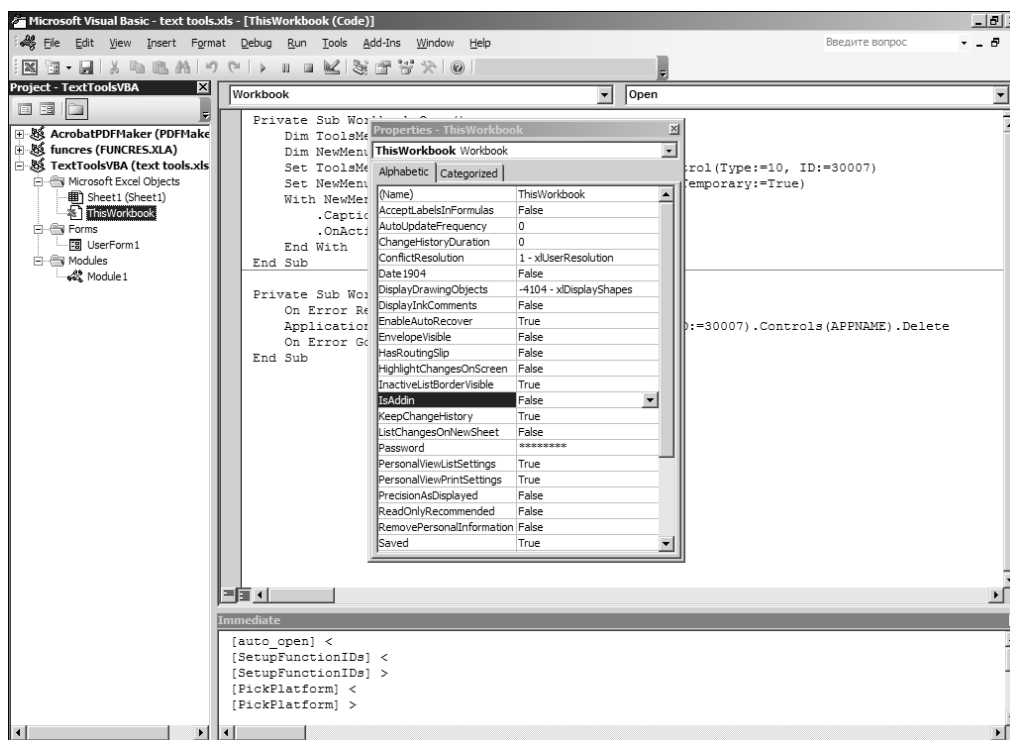 Microsoft Visual Basic - text tools.xls - [ThisWorkbook (Code)]
File Edit View Insert Format Debug Run Tools Add-Ins Window Help Введите вопрос
Project - TextToolsVBA
AcrobatPDFMaker (PDFMake
funcres (FUNCRES.XLA)
TextToolsVBA (text tools.xls
Microsoft Excel Objects
Sheet1 (Sheet1)
ThisWorkbook
Forms
UserForm1
Modules
Module1
Workbook Open
Private Sub Wo
Dim ToolsMe
Dim NewMenu
Set ToolsMe rol(Type:=10, ID:=30007)
Set NewMenu Temporary:=True)
With NewMen
.Captio
.OnActi
End With
End Sub
Private Sub Wor
On Error Re
Application D:=30007).Controls(APPNAME).Delete
On Error Go
End Sub
Properties - ThisWorkbook
ThisWorkbook Workbook
Alphabetic Categorized
(Name) ThisWorkbook
AcceptLabelsInFormulas False
AutoUpdateFrequency 0
ChangeHistoryDuration 0
ConflictResolution 1 - xlUserResolution
Date1904 False
DisplayDrawingObjects -4104 - xlDisplayShapes
DisplayInkComments False
EnableAutoRecover True
EnvelopeVisible False
HasRoutingSlip False
HighlightChangesOnScreen False
InactiveListBorderVisible True
IsAddin False
KeepChangeHistory True
ListChangesOnNewSheet False
Password ********
PersonalViewListSettings True
PersonalViewPrintSettings True
PrecisionAsDisplayed False
ReadOnlyRecommended False
RemovePersonalInformation False
Saved True
Immediate
[auto_open] <
[SetupFunctionIDs] <
[SetupFunctionIDs] >
[PickPlatform] <
[PickPlatform] >